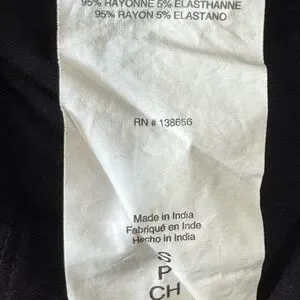 95% RAYONNE 5% ELASTHANNE
95% RAYON 5% ELASTANO
RN # 138656
Made in India
Fabriqué en Inde
Hecho in India
S
P
CH